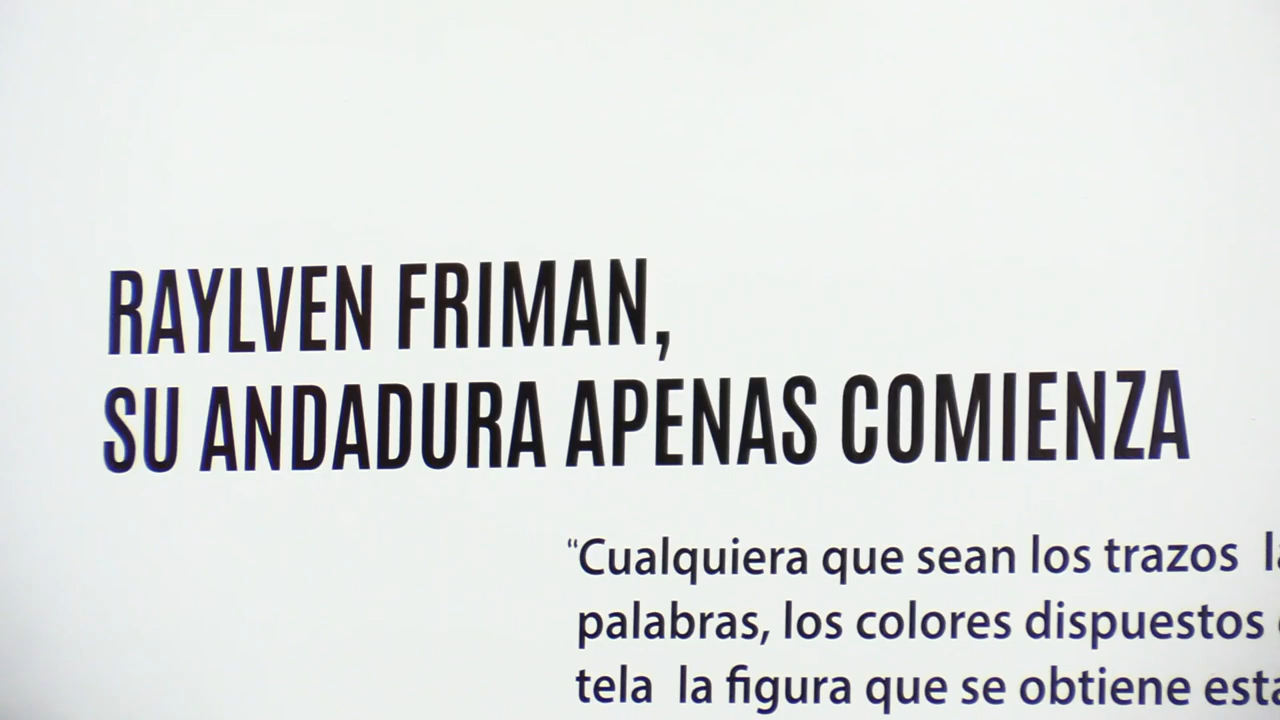 RAYLVEN FRIMAN,
SU ANDADURA APENAS COMIENZA
“Cualquiera que sean los trazos
palabras, los colores dispuestos
tela la figura que se obtiene